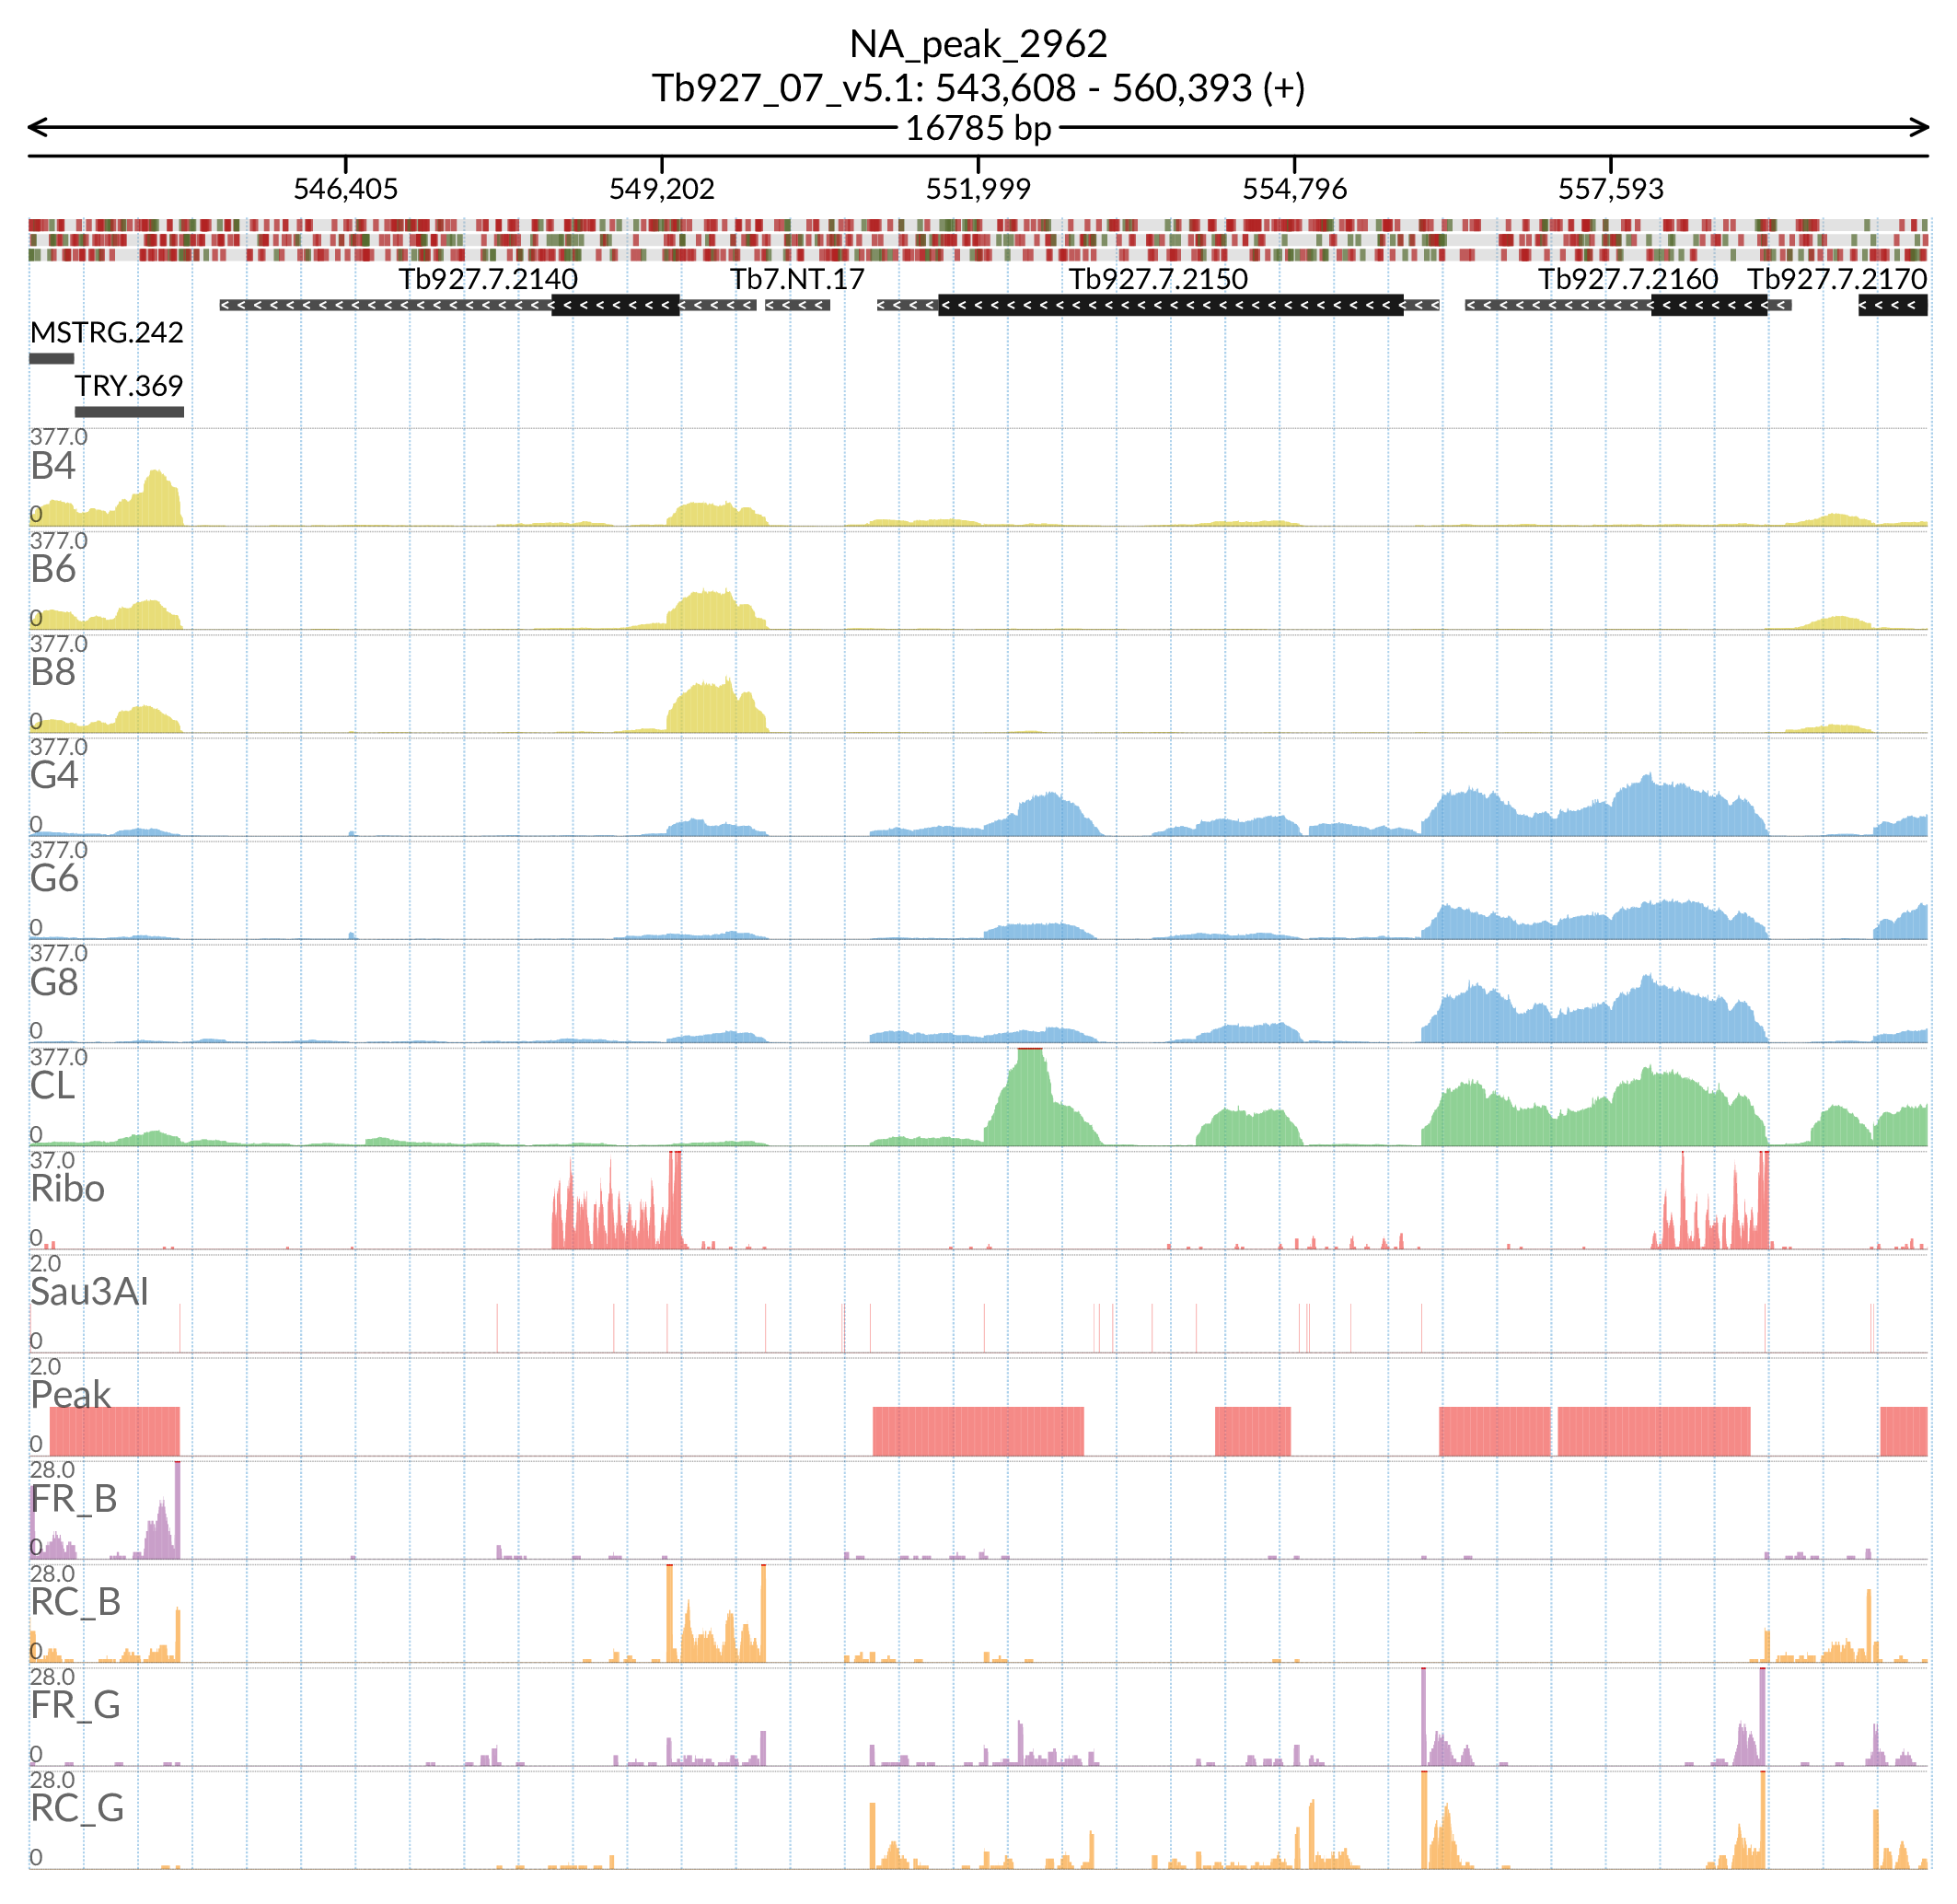 NA_peak_2962
Tb927_07_v5.1: 543,608 - 560,393 (+)
16785 bp
546,405 549,202 551,999 554,796 557,593
Tb927.7.2140 Tb7.NT.17 Tb927.7.2150 Tb927.7.2160 Tb927.7.2170
MSTRG.242
TRY.369
377.0
B4
0
377.0
B6
0
377.0
B8
0
377.0
G4
0
377.0
G6
0
377.0
G8
0
377.0
CL
0
37.0
Ribo
0
2.0
Sau3AI
0
2.0
Peak
0
28.0
FR_B
0
28.0
RC_B
0
28.0
FR_G
0
28.0
RC_G
0